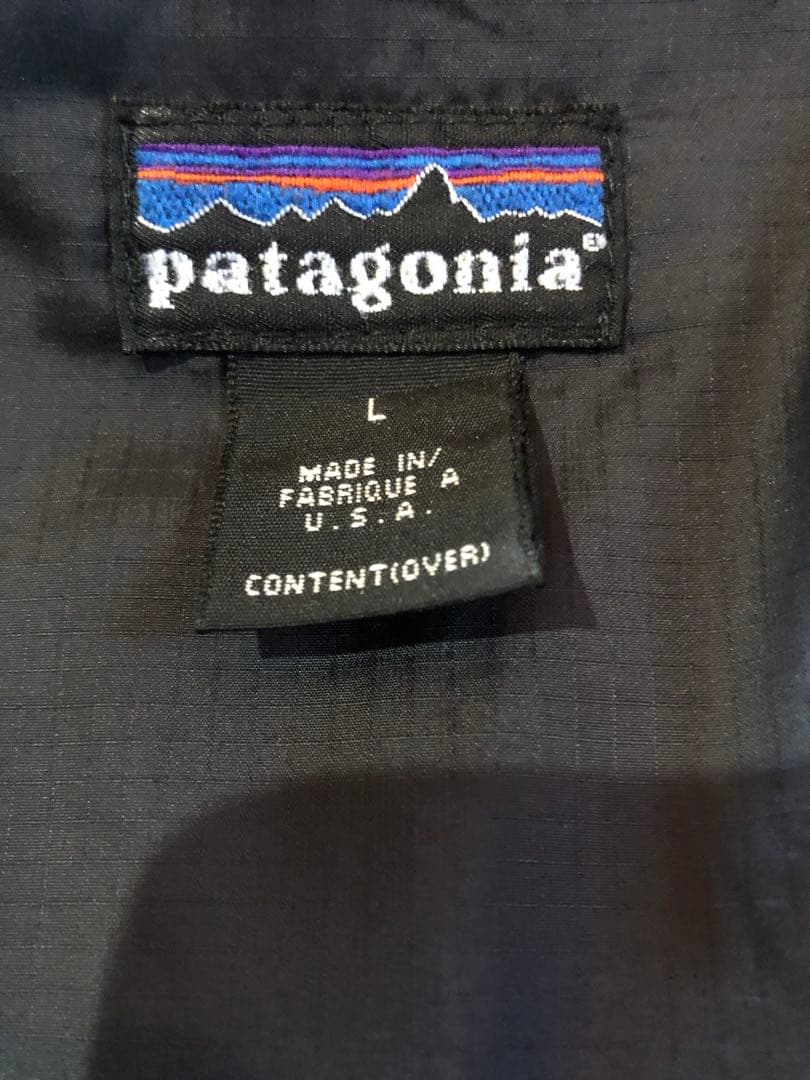 patagonia®
L
MADE IN/
FABRIQUE A
U.S.A.
CONTENT(OVER)